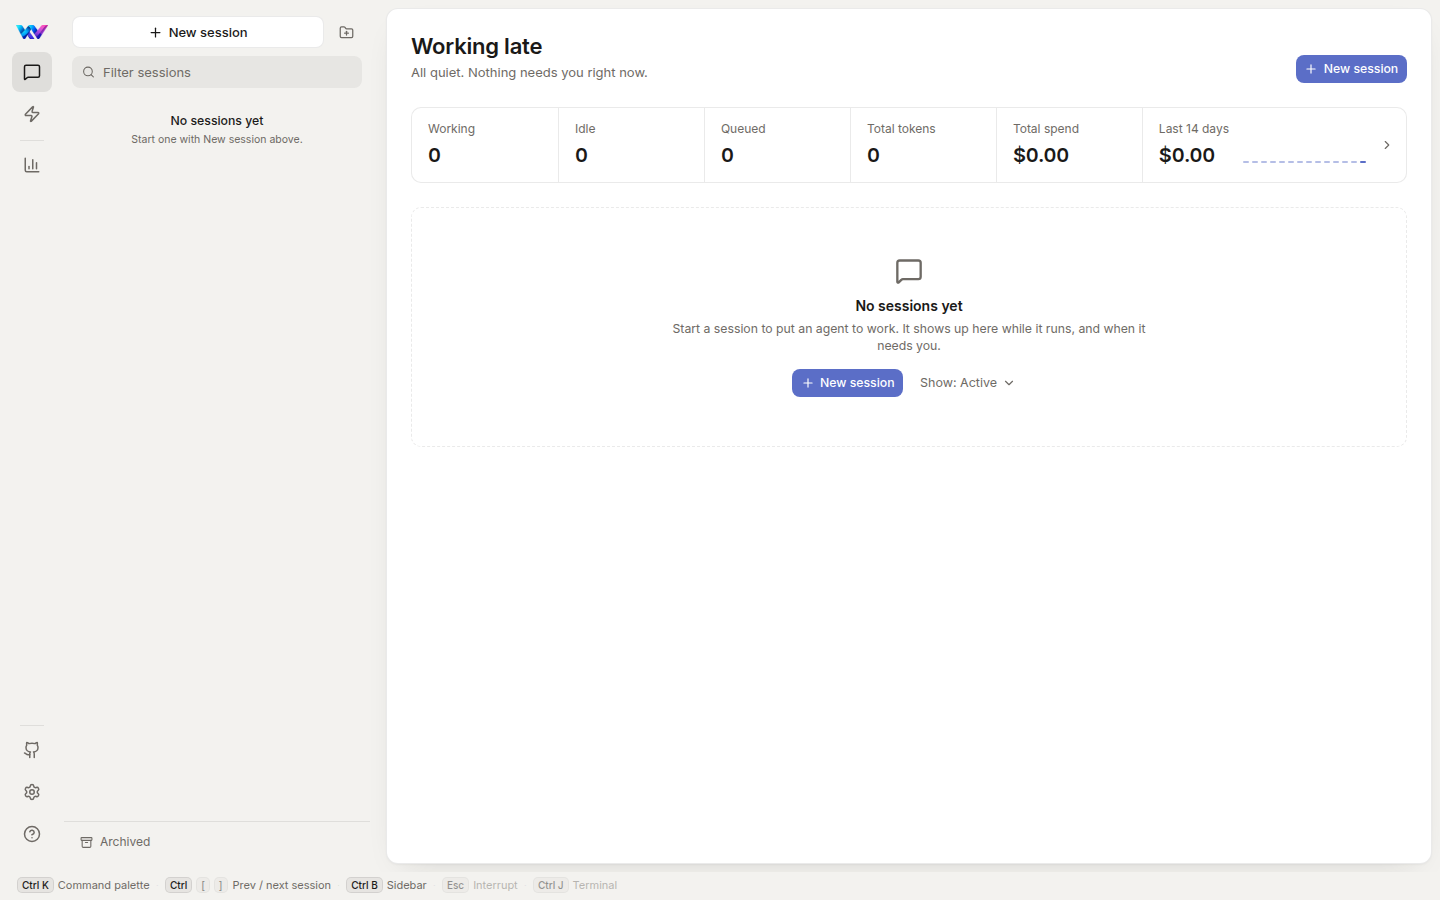 New session
Filter sessions
No sessions yet
Start one with New session above.
Archived
Working late
All quiet. Nothing needs you right now.
New session
Working
0
Idle
0
Queued
0
Total tokens
0
Total spend
$0.00
Last 14 days
$0.00
No sessions yet
Start a session to put an agent to work. It shows up here while it runs, and when it
needs you.
New session
Show: Active
Ctrl K Command palette Ctrl [ ] Prev / next session Ctrl B Sidebar Esc Interrupt Ctrl J Terminal